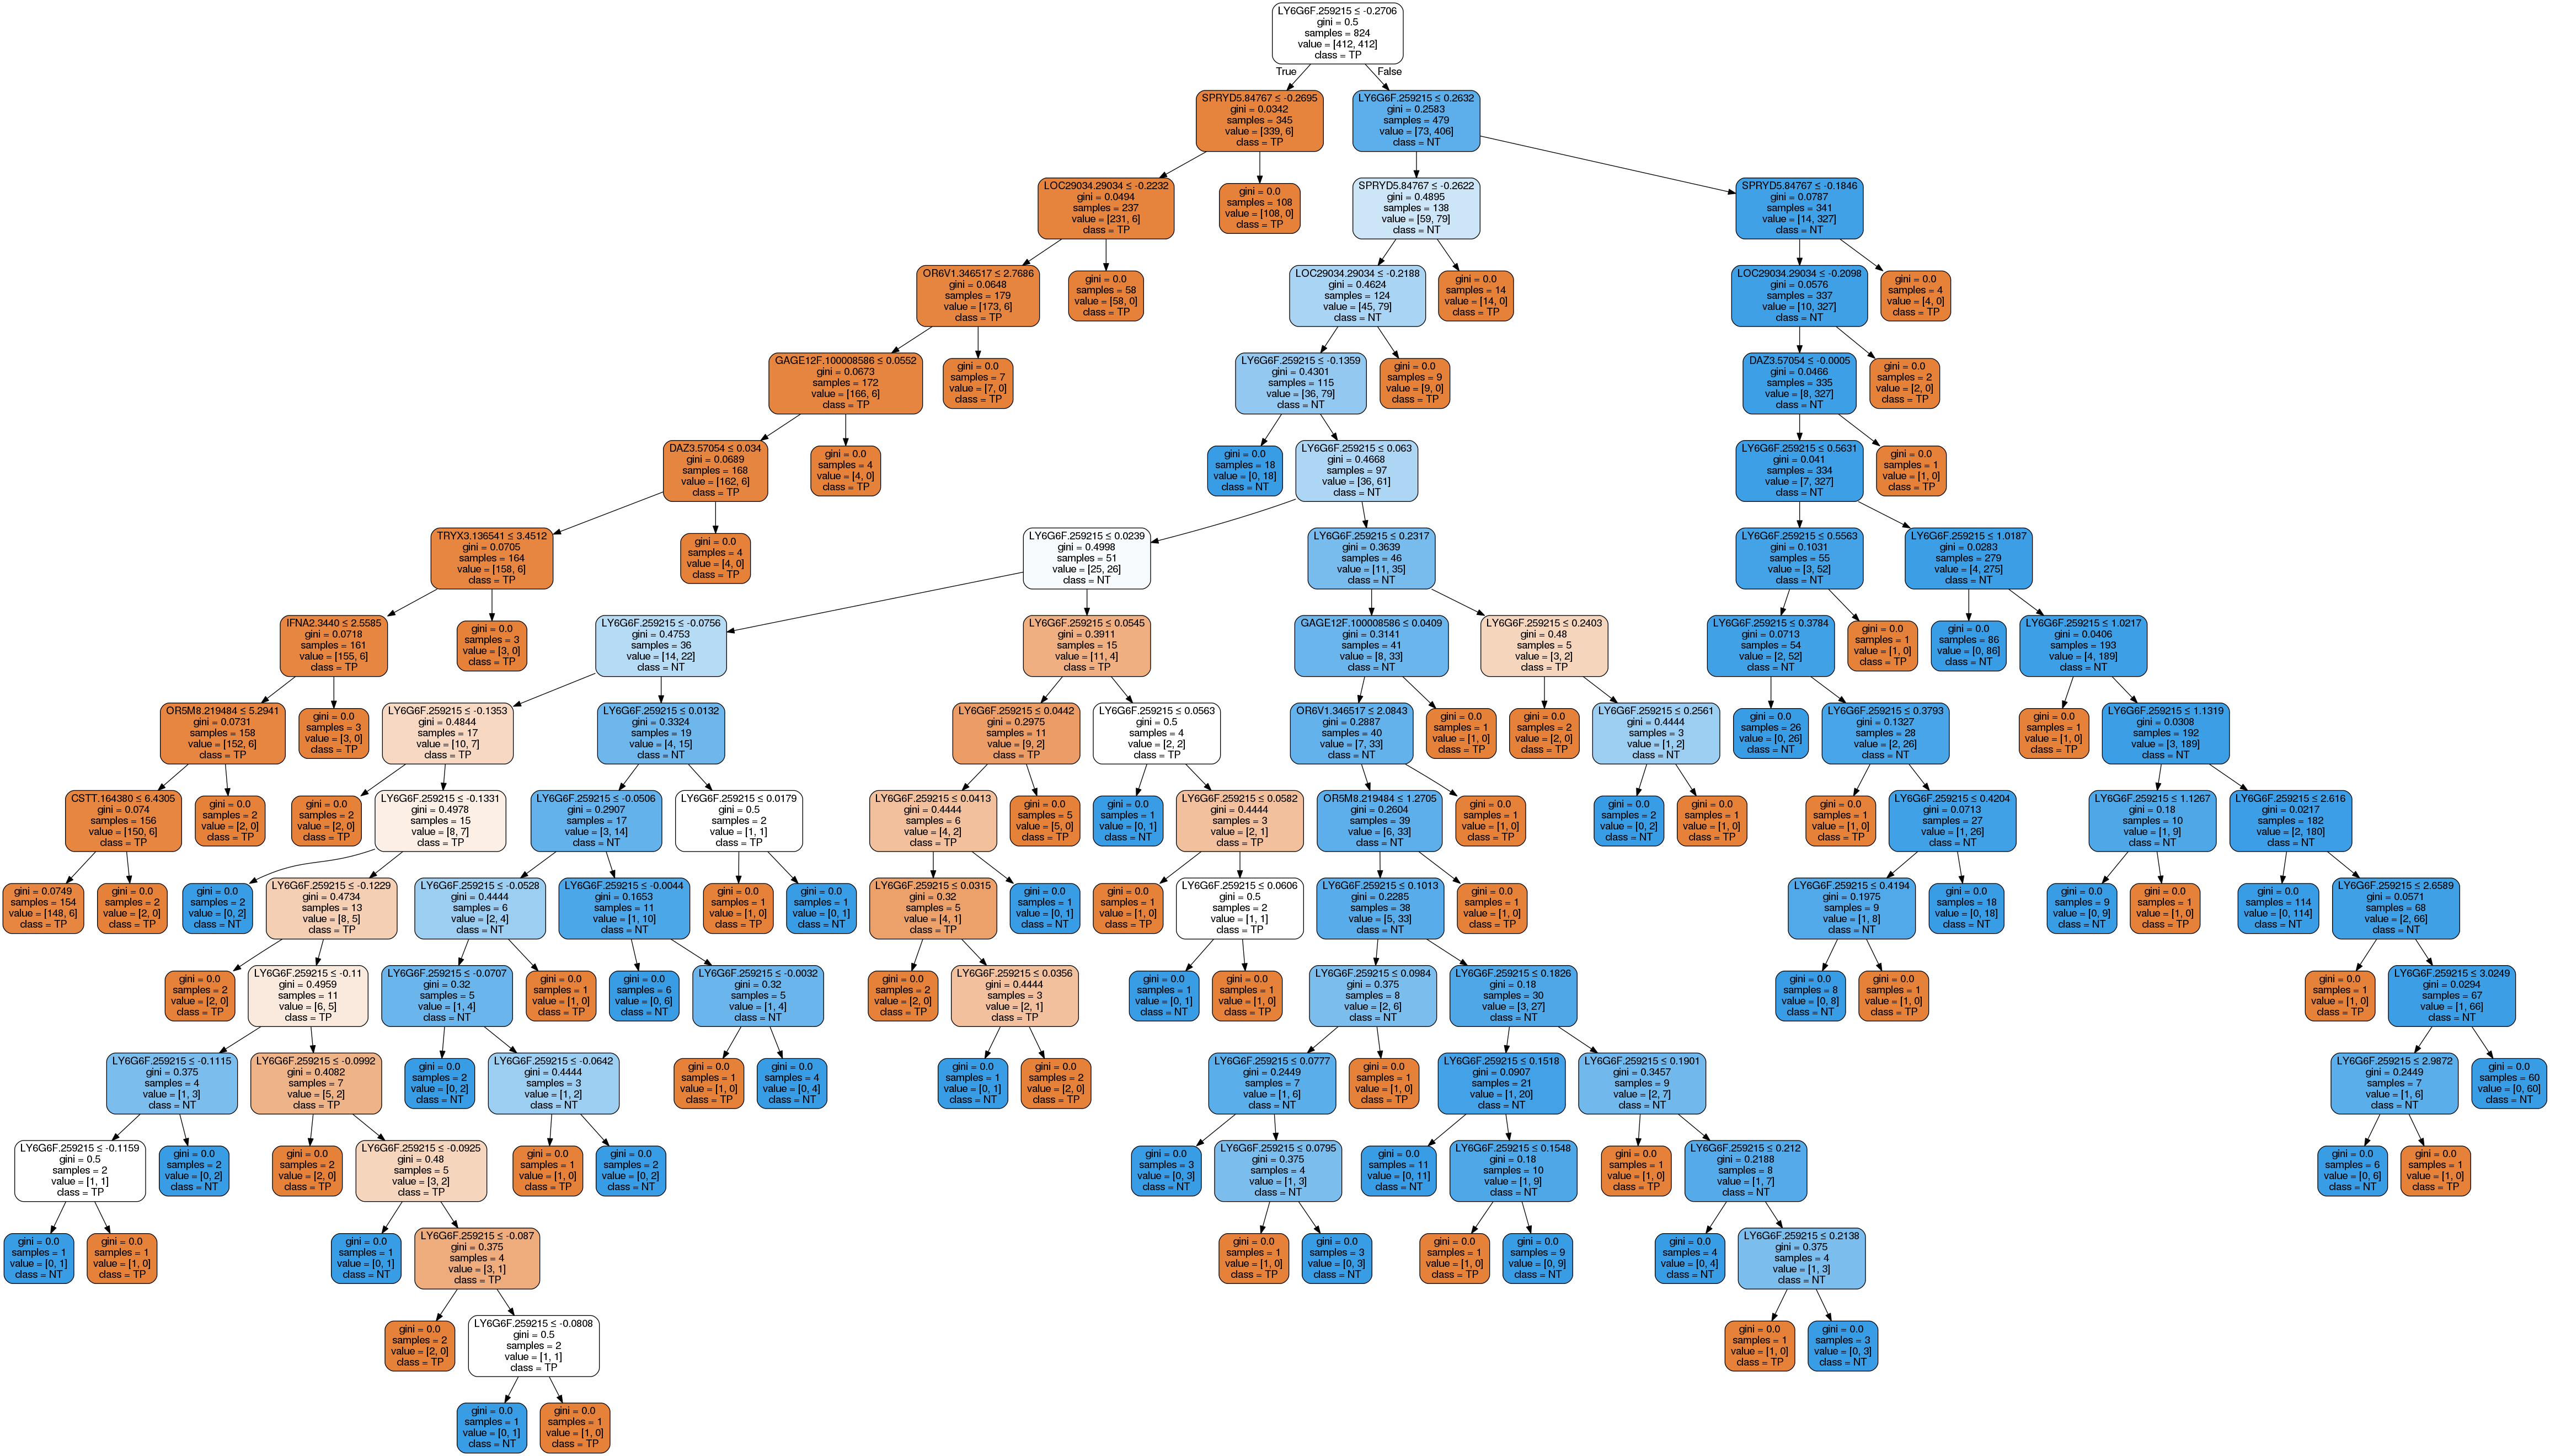 LY6G6F.259215 ≤ -0.2706
gini = 0.5
samples = 824
value = [412, 412]
class = TP
True
False
SPRYD5.84767 ≤ -0.2695
gini = 0.0342
samples = 345
value = [339, 6]
class = TP
LY6G6F.259215 ≤ 0.2632
gini = 0.2583
samples = 479
value = [73, 406]
class = NT
LOC29034.29034 ≤ -0.2232
gini = 0.0494
samples = 237
value = [231, 6]
class = TP
gini = 0.0
samples = 108
value = [108, 0]
class = TP
SPRYD5.84767 ≤ -0.2622
gini = 0.4895
samples = 138
value = [59, 79]
class = NT
SPRYD5.84767 ≤ -0.1846
gini = 0.0787
samples = 341
value = [14, 327]
class = NT
OR6V1.346517 ≤ 2.7686
gini = 0.0648
samples = 179
value = [173, 6]
class = TP
gini = 0.0
samples = 58
value = [58, 0]
class = TP
LOC29034.29034 ≤ -0.2188
gini = 0.4624
samples = 124
value = [45, 79]
class = NT
gini = 0.0
samples = 14
value = [14, 0]
class = TP
LOC29034.29034 ≤ -0.2098
gini = 0.0576
samples = 337
value = [10, 327]
class = NT
gini = 0.0
samples = 4
value = [4, 0]
class = TP
GAGE12F.100008586 ≤ 0.0552
gini = 0.0673
samples = 172
value = [166, 6]
class = TP
gini = 0.0
samples = 7
value = [7, 0]
class = TP
LY6G6F.259215 ≤ -0.1359
gini = 0.4301
samples = 115
value = [36, 79]
class = NT
gini = 0.0
samples = 9
value = [9, 0]
class = TP
DAZ3.57054 ≤ -0.0005
gini = 0.0466
samples = 335
value = [8, 327]
class = NT
gini = 0.0
samples = 2
value = [2, 0]
class = TP
DAZ3.57054 ≤ 0.034
gini = 0.0689
samples = 168
value = [162, 6]
class = TP
gini = 0.0
samples = 4
value = [4, 0]
class = TP
gini = 0.0
samples = 18
value = [0, 18]
class = NT
LY6G6F.259215 ≤ 0.063
gini = 0.4668
samples = 97
value = [36, 61]
class = NT
LY6G6F.259215 ≤ 0.5631
gini = 0.041
samples = 334
value = [7, 327]
class = NT
gini = 0.0
samples = 1
value = [1, 0]
class = TP
TRYX3.136541 ≤ 3.4512
gini = 0.0705
samples = 164
value = [158, 6]
class = TP
gini = 0.0
samples = 4
value = [4, 0]
class = TP
LY6G6F.259215 ≤ 0.0239
gini = 0.4998
samples = 51
value = [25, 26]
class = NT
LY6G6F.259215 ≤ 0.2317
gini = 0.3639
samples = 46
value = [11, 35]
class = NT
LY6G6F.259215 ≤ 0.5563
gini = 0.1031
samples = 55
value = [3, 52]
class = NT
LY6G6F.259215 ≤ 1.0187
gini = 0.0283
samples = 279
value = [4, 275]
class = NT
IFNA2.3440 ≤ 2.5585
gini = 0.0718
samples = 161
value = [155, 6]
class = TP
gini = 0.0
samples = 3
value = [3, 0]
class = TP
LY6G6F.259215 ≤ -0.0756
gini = 0.4753
samples = 36
value = [14, 22]
class = NT
LY6G6F.259215 ≤ 0.0545
gini = 0.3911
samples = 15
value = [11, 4]
class = TP
GAGE12F.100008586 ≤ 0.0409
gini = 0.3141
samples = 41
value = [8, 33]
class = NT
LY6G6F.259215 ≤ 0.2403
gini = 0.48
samples = 5
value = [3, 2]
class = TP
LY6G6F.259215 ≤ 0.3784
gini = 0.0713
samples = 54
value = [2, 52]
class = NT
gini = 0.0
samples = 1
value = [1, 0]
class = TP
gini = 0.0
samples = 86
value = [0, 86]
class = NT
LY6G6F.259215 ≤ 1.0217
gini = 0.0406
samples = 193
value = [4, 189]
class = NT
OR5M8.219484 ≤ 5.2941
gini = 0.0731
samples = 158
value = [152, 6]
class = TP
gini = 0.0
samples = 3
value = [3, 0]
class = TP
LY6G6F.259215 ≤ -0.1353
gini = 0.4844
samples = 17
value = [10, 7]
class = TP
LY6G6F.259215 ≤ 0.0132
gini = 0.3324
samples = 19
value = [4, 15]
class = NT
LY6G6F.259215 ≤ 0.0442
gini = 0.2975
samples = 11
value = [9, 2]
class = TP
LY6G6F.259215 ≤ 0.0563
gini = 0.5
samples = 4
value = [2, 2]
class = TP
OR6V1.346517 ≤ 2.0843
gini = 0.2887
samples = 40
value = [7, 33]
class = NT
gini = 0.0
samples = 1
value = [1, 0]
class = TP
gini = 0.0
samples = 2
value = [2, 0]
class = TP
LY6G6F.259215 ≤ 0.2561
gini = 0.4444
samples = 3
value = [1, 2]
class = NT
gini = 0.0
samples = 26
value = [0, 26]
class = NT
LY6G6F.259215 ≤ 0.3793
gini = 0.1327
samples = 28
value = [2, 26]
class = NT
gini = 0.0
samples = 1
value = [1, 0]
class = TP
LY6G6F.259215 ≤ 1.1319
gini = 0.0308
samples = 192
value = [3, 189]
class = NT
CSTT.164380 ≤ 6.4305
gini = 0.074
samples = 156
value = [150, 6]
class = TP
gini = 0.0
samples = 2
value = [2, 0]
class = TP
gini = 0.0
samples = 2
value = [2, 0]
class = TP
LY6G6F.259215 ≤ -0.1331
gini = 0.4978
samples = 15
value = [8, 7]
class = TP
LY6G6F.259215 ≤ -0.0506
gini = 0.2907
samples = 17
value = [3, 14]
class = NT
LY6G6F.259215 ≤ 0.0179
gini = 0.5
samples = 2
value = [1, 1]
class = TP
LY6G6F.259215 ≤ 0.0413
gini = 0.4444
samples = 6
value = [4, 2]
class = TP
gini = 0.0
samples = 5
value = [5, 0]
class = TP
gini = 0.0
samples = 1
value = [0, 1]
class = NT
LY6G6F.259215 ≤ 0.0582
gini = 0.4444
samples = 3
value = [2, 1]
class = TP
OR5M8.219484 ≤ 1.2705
gini = 0.2604
samples = 39
value = [6, 33]
class = NT
gini = 0.0
samples = 1
value = [1, 0]
class = TP
gini = 0.0
samples = 2
value = [0, 2]
class = NT
gini = 0.0
samples = 1
value = [1, 0]
class = TP
gini = 0.0
samples = 1
value = [1, 0]
class = TP
LY6G6F.259215 ≤ 0.4204
gini = 0.0713
samples = 27
value = [1, 26]
class = NT
LY6G6F.259215 ≤ 1.1267
gini = 0.18
samples = 10
value = [1, 9]
class = NT
LY6G6F.259215 ≤ 2.616
gini = 0.0217
samples = 182
value = [2, 180]
class = NT
gini = 0.0749
samples = 154
value = [148, 6]
class = TP
gini = 0.0
samples = 2
value = [2, 0]
class = TP
gini = 0.0
samples = 2
value = [0, 2]
class = NT
LY6G6F.259215 ≤ -0.1229
gini = 0.4734
samples = 13
value = [8, 5]
class = TP
LY6G6F.259215 ≤ -0.0528
gini = 0.4444
samples = 6
value = [2, 4]
class = NT
LY6G6F.259215 ≤ -0.0044
gini = 0.1653
samples = 11
value = [1, 10]
class = NT
gini = 0.0
samples = 1
value = [1, 0]
class = TP
gini = 0.0
samples = 1
value = [0, 1]
class = NT
LY6G6F.259215 ≤ 0.0315
gini = 0.32
samples = 5
value = [4, 1]
class = TP
gini = 0.0
samples = 1
value = [0, 1]
class = NT
gini = 0.0
samples = 1
value = [1, 0]
class = TP
LY6G6F.259215 ≤ 0.0606
gini = 0.5
samples = 2
value = [1, 1]
class = TP
LY6G6F.259215 ≤ 0.1013
gini = 0.2285
samples = 38
value = [5, 33]
class = NT
gini = 0.0
samples = 1
value = [1, 0]
class = TP
LY6G6F.259215 ≤ 0.4194
gini = 0.1975
samples = 9
value = [1, 8]
class = NT
gini = 0.0
samples = 18
value = [0, 18]
class = NT
gini = 0.0
samples = 9
value = [0, 9]
class = NT
gini = 0.0
samples = 1
value = [1, 0]
class = TP
gini = 0.0
samples = 114
value = [0, 114]
class = NT
LY6G6F.259215 ≤ 2.6589
gini = 0.0571
samples = 68
value = [2, 66]
class = NT
gini = 0.0
samples = 2
value = [2, 0]
class = TP
LY6G6F.259215 ≤ -0.11
gini = 0.4959
samples = 11
value = [6, 5]
class = TP
LY6G6F.259215 ≤ -0.0707
gini = 0.32
samples = 5
value = [1, 4]
class = NT
gini = 0.0
samples = 1
value = [1, 0]
class = TP
gini = 0.0
samples = 6
value = [0, 6]
class = NT
LY6G6F.259215 ≤ -0.0032
gini = 0.32
samples = 5
value = [1, 4]
class = NT
gini = 0.0
samples = 2
value = [2, 0]
class = TP
LY6G6F.259215 ≤ 0.0356
gini = 0.4444
samples = 3
value = [2, 1]
class = TP
gini = 0.0
samples = 1
value = [0, 1]
class = NT
gini = 0.0
samples = 1
value = [1, 0]
class = TP
LY6G6F.259215 ≤ 0.0984
gini = 0.375
samples = 8
value = [2, 6]
class = NT
LY6G6F.259215 ≤ 0.1826
gini = 0.18
samples = 30
value = [3, 27]
class = NT
gini = 0.0
samples = 8
value = [0, 8]
class = NT
gini = 0.0
samples = 1
value = [1, 0]
class = TP
gini = 0.0
samples = 1
value = [1, 0]
class = TP
LY6G6F.259215 ≤ 3.0249
gini = 0.0294
samples = 67
value = [1, 66]
class = NT
LY6G6F.259215 ≤ -0.1115
gini = 0.375
samples = 4
value = [1, 3]
class = NT
LY6G6F.259215 ≤ -0.0992
gini = 0.4082
samples = 7
value = [5, 2]
class = TP
gini = 0.0
samples = 2
value = [0, 2]
class = NT
LY6G6F.259215 ≤ -0.0642
gini = 0.4444
samples = 3
value = [1, 2]
class = NT
gini = 0.0
samples = 1
value = [1, 0]
class = TP
gini = 0.0
samples = 4
value = [0, 4]
class = NT
gini = 0.0
samples = 1
value = [0, 1]
class = NT
gini = 0.0
samples = 2
value = [2, 0]
class = TP
LY6G6F.259215 ≤ 0.0777
gini = 0.2449
samples = 7
value = [1, 6]
class = NT
gini = 0.0
samples = 1
value = [1, 0]
class = TP
LY6G6F.259215 ≤ 0.1518
gini = 0.0907
samples = 21
value = [1, 20]
class = NT
LY6G6F.259215 ≤ 0.1901
gini = 0.3457
samples = 9
value = [2, 7]
class = NT
LY6G6F.259215 ≤ 2.9872
gini = 0.2449
samples = 7
value = [1, 6]
class = NT
gini = 0.0
samples = 60
value = [0, 60]
class = NT
LY6G6F.259215 ≤ -0.1159
gini = 0.5
samples = 2
value = [1, 1]
class = TP
gini = 0.0
samples = 2
value = [0, 2]
class = NT
gini = 0.0
samples = 2
value = [2, 0]
class = TP
LY6G6F.259215 ≤ -0.0925
gini = 0.48
samples = 5
value = [3, 2]
class = TP
gini = 0.0
samples = 1
value = [1, 0]
class = TP
gini = 0.0
samples = 2
value = [0, 2]
class = NT
gini = 0.0
samples = 3
value = [0, 3]
class = NT
LY6G6F.259215 ≤ 0.0795
gini = 0.375
samples = 4
value = [1, 3]
class = NT
gini = 0.0
samples = 11
value = [0, 11]
class = NT
LY6G6F.259215 ≤ 0.1548
gini = 0.18
samples = 10
value = [1, 9]
class = NT
gini = 0.0
samples = 1
value = [1, 0]
class = TP
LY6G6F.259215 ≤ 0.212
gini = 0.2188
samples = 8
value = [1, 7]
class = NT
gini = 0.0
samples = 6
value = [0, 6]
class = NT
gini = 0.0
samples = 1
value = [1, 0]
class = TP
gini = 0.0
samples = 1
value = [0, 1]
class = NT
gini = 0.0
samples = 1
value = [1, 0]
class = TP
gini = 0.0
samples = 1
value = [0, 1]
class = NT
LY6G6F.259215 ≤ -0.087
gini = 0.375
samples = 4
value = [3, 1]
class = TP
gini = 0.0
samples = 1
value = [1, 0]
class = TP
gini = 0.0
samples = 3
value = [0, 3]
class = NT
gini = 0.0
samples = 1
value = [1, 0]
class = TP
gini = 0.0
samples = 9
value = [0, 9]
class = NT
gini = 0.0
samples = 4
value = [0, 4]
class = NT
LY6G6F.259215 ≤ 0.2138
gini = 0.375
samples = 4
value = [1, 3]
class = NT
gini = 0.0
samples = 2
value = [2, 0]
class = TP
LY6G6F.259215 ≤ -0.0808
gini = 0.5
samples = 2
value = [1, 1]
class = TP
gini = 0.0
samples = 1
value = [1, 0]
class = TP
gini = 0.0
samples = 3
value = [0, 3]
class = NT
gini = 0.0
samples = 1
value = [0, 1]
class = NT
gini = 0.0
samples = 1
value = [1, 0]
class = TP